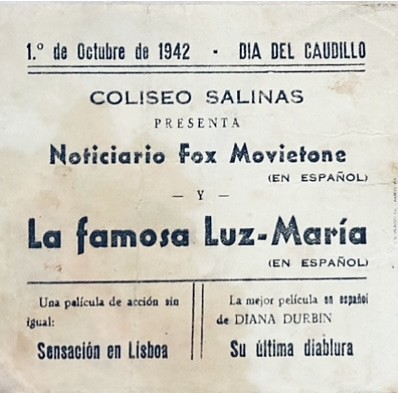 1.º de Octubre de 1942 - DIA DEL CAUDILLO
COLISEO SALINAS
PRESENTA
Noticiario Fox Movietone
(EN ESPAÑOL)
— Y —
La famosa Luz-María
(EN ESPAÑOL)
Una película de acción sin
igual:
Sensación en Lisboa
La mejor película en español
de DIANA DURBIN
Su última diablura